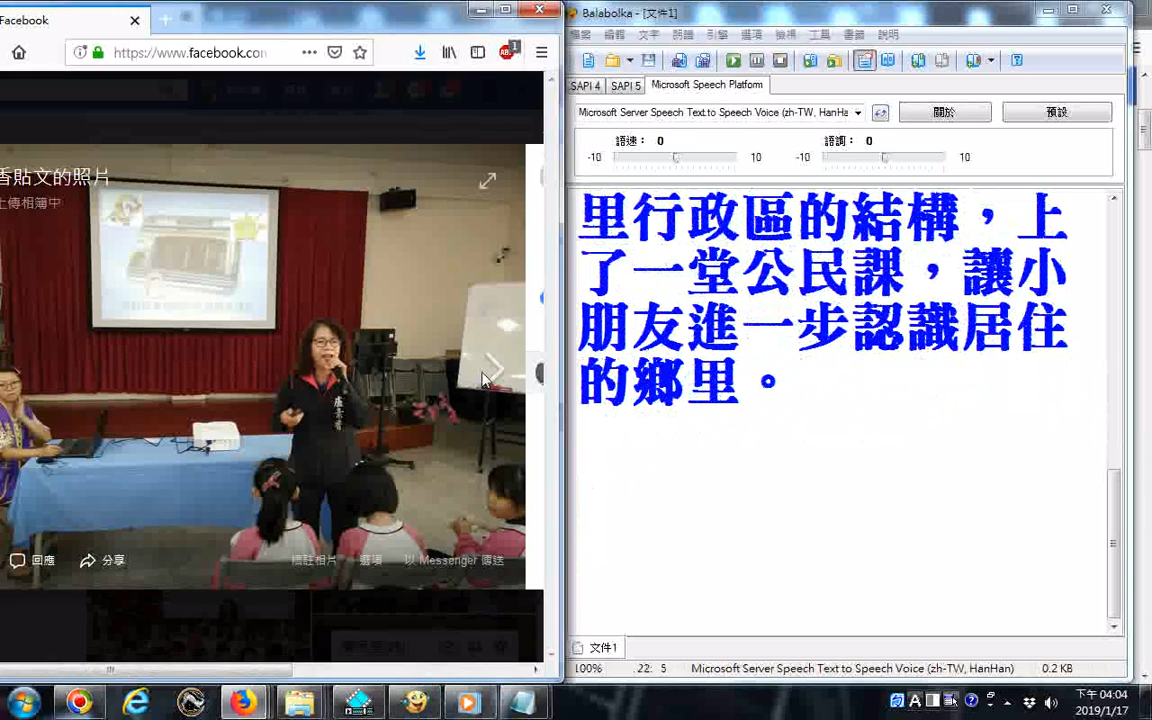 Facebook
https://www.facebook.con
香貼文的照片
上傳相簿中
盧素香
回應
分享
標註相片
選項
以 Messenger 傳送
Balabolka - [文件1]
檔案 編輯 文字 朗讀 引擎 選項 檢視 工具 書籤 說明
SAPI 4
SAPI 5
Microsoft Speech Platform
Microsoft Server Speech Text to Speech Voice (zh-TW, HanHa
關於
預設
語速： 0
語調： 0
-10
10
-10
10
里行政區的結構，上
了一堂公民課，讓小
朋友進一步認識居住
的鄉里。
文件1
100%
22: 5
Microsoft Server Speech Text to Speech Voice (zh-TW, HanHan)
0.2 KB
下午 04:04
2019/1/17